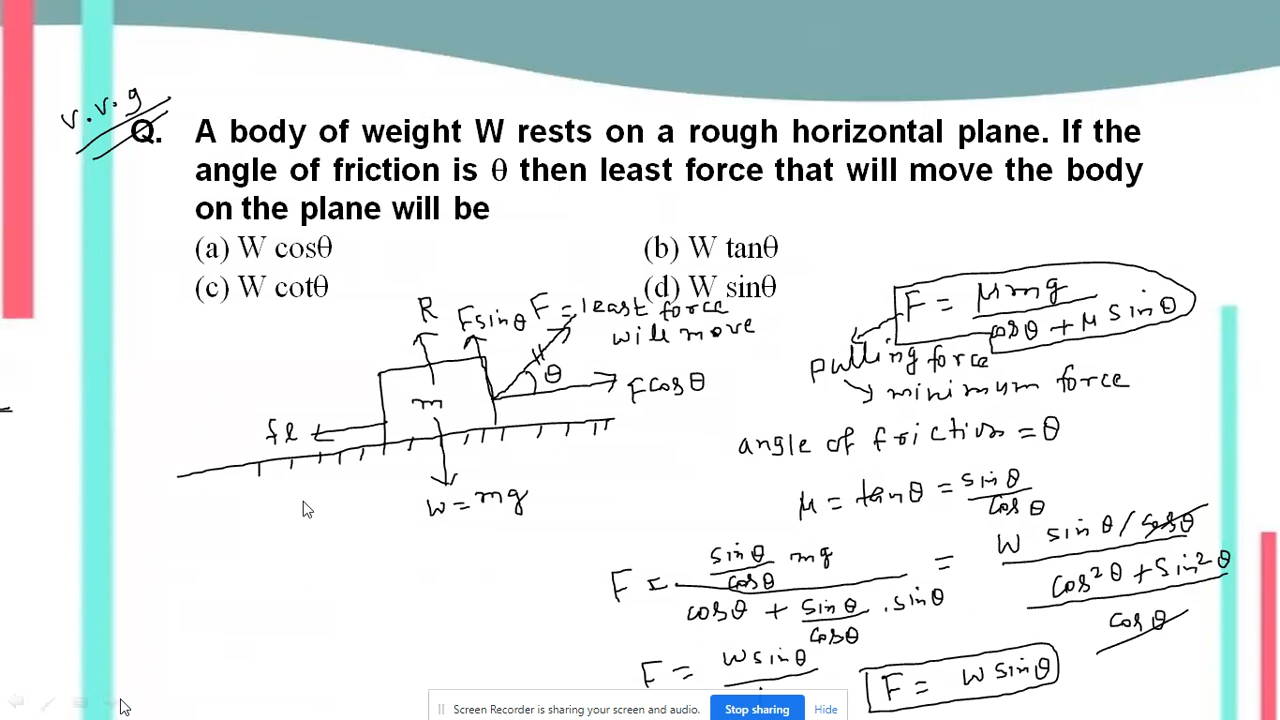 v.v.g
Q. A body of weight W rests on a rough horizontal plane. If the
angle of friction is θ then least force that will move the body
on the plane will be
(a) W cosθ
(b) W tanθ
(c) W cotθ
(d) W sinθ
R
Fsinθ
F = least force
will move
θ
Fcosθ
m
fl
W = mg
F = μmg / cosθ + μ sinθ
pulling force
minimum force
angle of friction = θ
μ = tanθ = sinθ / cosθ
F = sinθ/cosθ mg / cosθ + sinθ/cosθ . sinθ = W sinθ / cosθ / cos²θ + sin²θ / cosθ
F = W sinθ
F = W sinθ
Screen Recorder is sharing your screen and audio.
Stop sharing
Hide